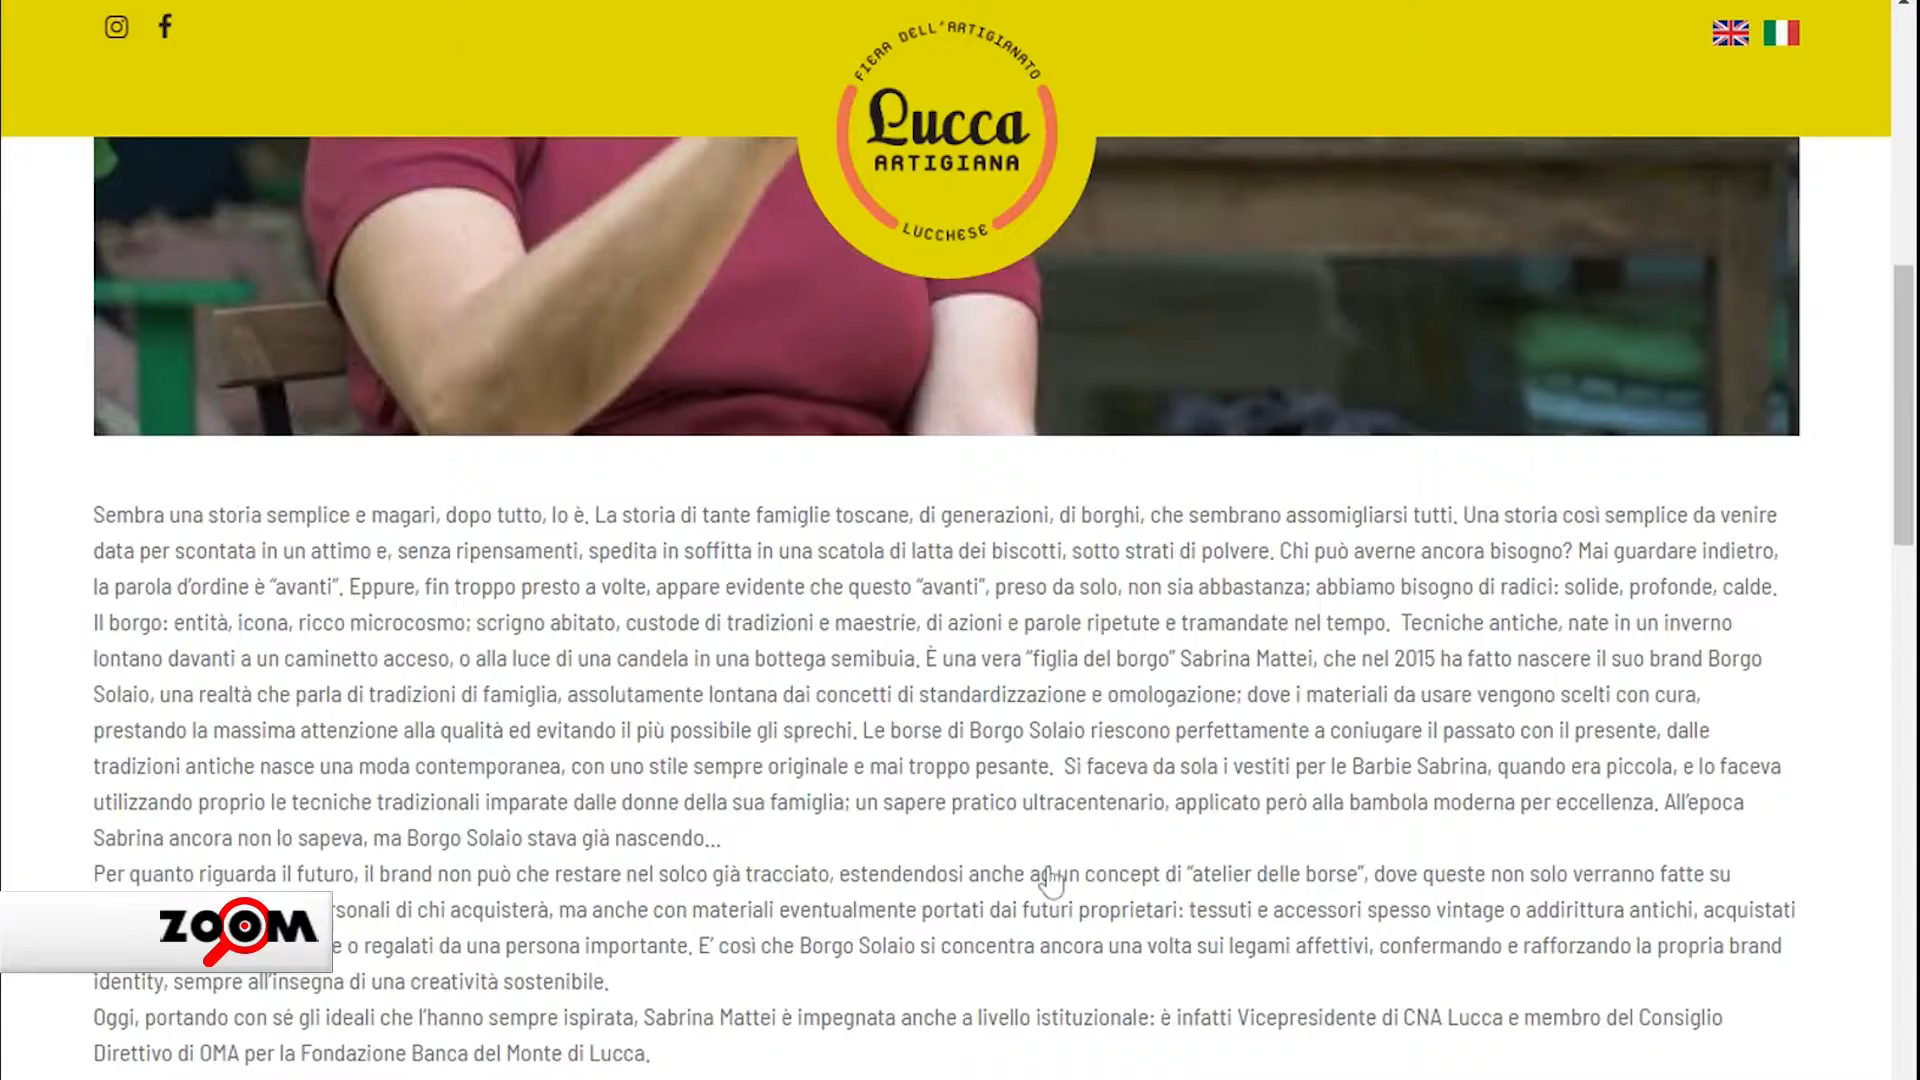 FIERA DELL'ARTIGIANATO
Lucca
ARTIGIANA
LUCCHESE
Sembra una storia semplice e magari, dopo tutto, lo è. La storia di tante famiglie toscane, di generazioni, di borghi, che sembrano assomigliarsi tutti. Una storia così semplice da venire
data per scontata in un attimo e, senza ripensamenti, spedita in soffitta in una scatola di latta dei biscotti, sotto strati di polvere. Chi può averne ancora bisogno? Mai guardare indietro,
la parola d'ordine è "avanti". Eppure, fin troppo presto a volte, appare evidente che questo "avanti", preso da solo, non sia abbastanza; abbiamo bisogno di radici: solide, profonde, calde.
Il borgo: entità, icona, ricco microcosmo; scrigno abitato, custode di tradizioni e maestrie, di azioni e parole ripetute e tramandate nel tempo. Tecniche antiche, nate in un inverno
lontano davanti a un caminetto acceso, o alla luce di una candela in una bottega semibuia. È una vera "figlia del borgo" Sabrina Mattei, che nel 2015 ha fatto nascere il suo brand Borgo
Solaio, una realtà che parla di tradizioni di famiglia, assolutamente lontana dai concetti di standardizzazione e omologazione; dove i materiali da usare vengono scelti con cura,
prestando la massima attenzione alla qualità ed evitando il più possibile gli sprechi. Le borse di Borgo Solaio riescono perfettamente a coniugare il passato con il presente, dalle
tradizioni antiche nasce una moda contemporanea, con uno stile sempre originale e mai troppo pesante. Si faceva da sola i vestiti per le Barbie Sabrina, quando era piccola, e lo faceva
utilizzando proprio le tecniche tradizionali imparate dalle donne della sua famiglia; un sapere pratico ultracentenario, applicato però alla bambola moderna per eccellenza. All'epoca
Sabrina ancora non lo sapeva, ma Borgo Solaio stava già nascendo...
Per quanto riguarda il futuro, il brand non può che restare nel solco già tracciato, estendendosi anche ad un concept di "atelier delle borse", dove queste non solo verranno fatte su
rsonali di chi acquisterà, ma anche con materiali eventualmente portati dai futuri proprietari: tessuti e accessori spesso vintage o addirittura antichi, acquistati
e o regalati da una persona importante. E' così che Borgo Solaio si concentra ancora una volta sui legami affettivi, confermando e rafforzando la propria brand
identity, sempre all'insegna di una creatività sostenibile.
Oggi, portando con sé gli ideali che l'hanno sempre ispirata, Sabrina Mattei è impegnata anche a livello istituzionale: è infatti Vicepresidente di CNA Lucca e membro del Consiglio
Direttivo di OMA per la Fondazione Banca del Monte di Lucca.
ZOOM